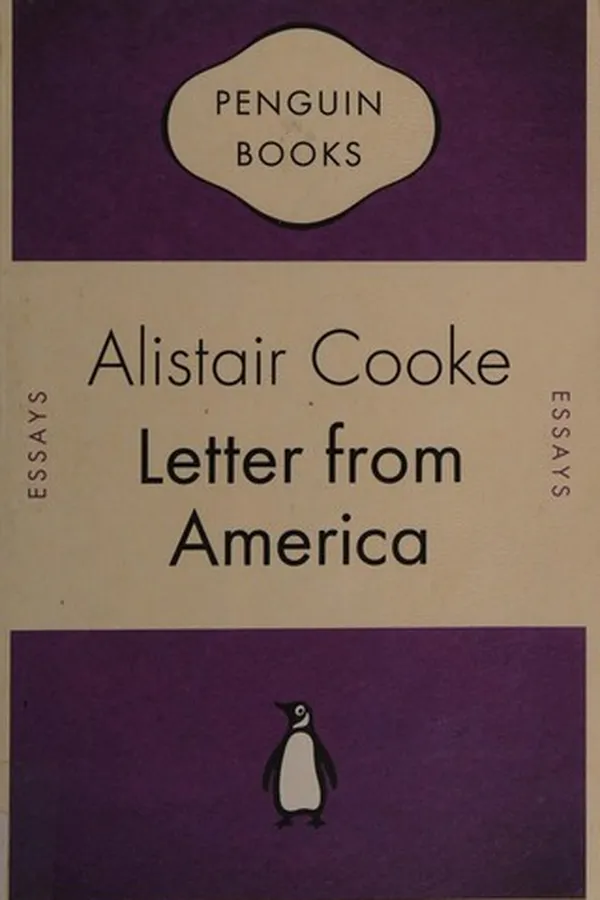 PENGUIN
BOOKS
Alistair Cooke
Letter from
America
ESSAYS
ESSAYS